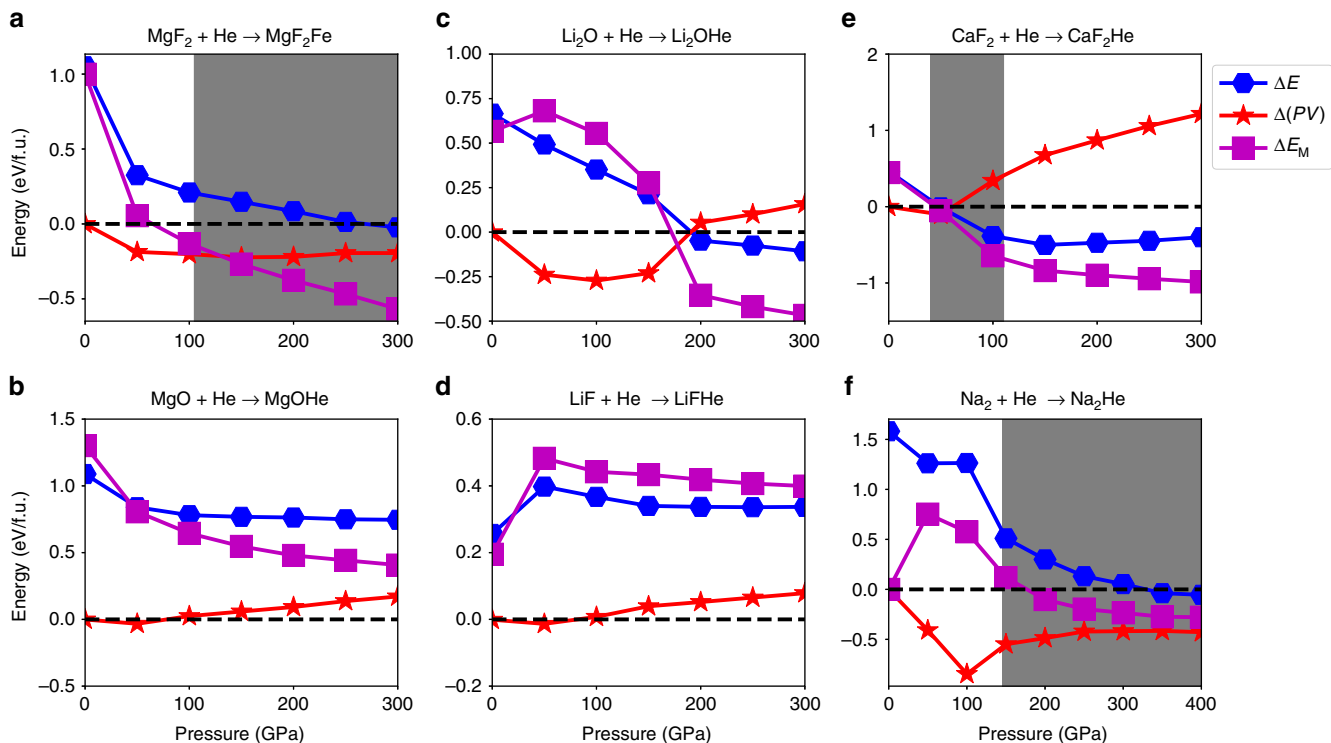 a
MgF2 + He → MgF2Fe
Energy (eV/f.u.)
1.0
0.5
0.0
−0.5
0
100
200
300
c
Li2O + He → Li2OHe
1.00
0.75
0.50
0.25
0.00
−0.25
−0.50
0
100
200
300
e
CaF2 + He → CaF2He
2
1
0
−1
0
100
200
300
ΔE
Δ(PV)
ΔEM
b
MgO + He → MgOHe
Energy (eV/f.u.)
1.5
1.0
0.5
0.0
−0.5
0
100
200
300
Pressure (GPa)
d
LiF + He → LiFHe
0.6
0.4
0.2
0.0
−0.2
0
100
200
300
Pressure (GPa)
f
Na2 + He → Na2He
1.5
1.0
0.5
0.0
−0.5
0
100
200
300
400
Pressure (GPa)